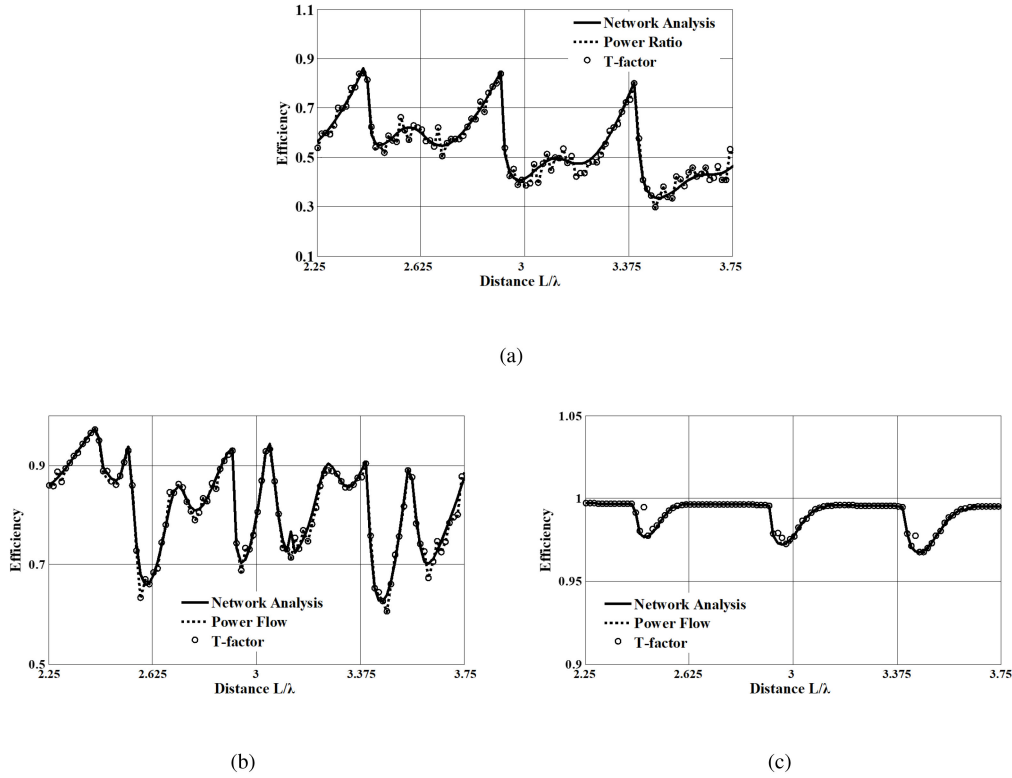 1.1
Network Analysis
Power Ratio
T-factor
0.9
0.7
Efficiency
0.5
0.3
0.1
2.25 2.625 3 3.375 3.75
Distance L/λ
(a)
0.9
Efficiency
0.7
Network Analysis
Power Flow
T-factor
0.5
2.25 2.625 3 3.375 3.75
Distance L/λ
(b)
1.05
1
Efficiency
0.95
Network Analysis
Power Flow
T-factor
0.9
2.25 2.625 3 3.375 3.75
Distance L/λ
(c)